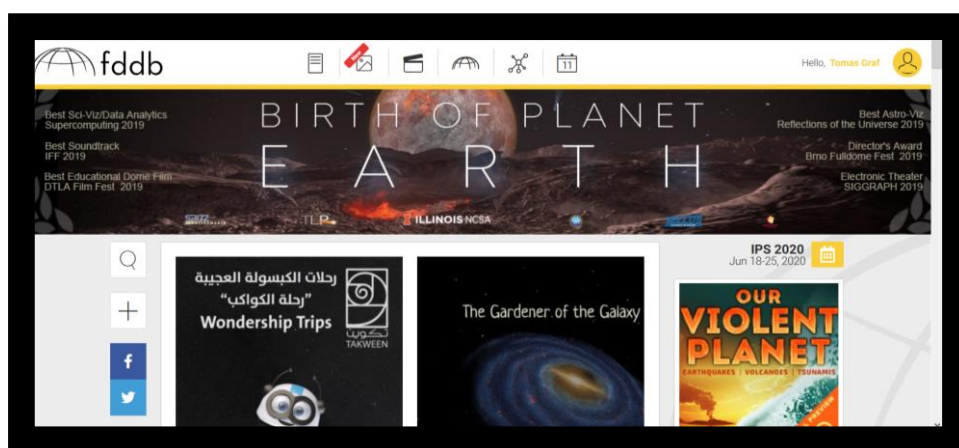 fddb
11
Hello, Tomas Graf
Best Sci-Viz/Data Analytics
Supercomputing 2019
Best Soundtrack
IFF 2019
Best Educational Dome Film
DTLA Film Fest 2019
BIRTH OF PLANET
EARTH
Best Astro-Viz
Reflections of the Universe 2019
Director's Award
Brno Fulldome Fest 2019
Electronic Theater
SIGGRAPH 2019
TLP
ILLINOIS NCSA
IPS 2020
Jun 18-25, 2020
رحلات الكبسولة العجيبة
”رحلة الكواكب“
Wondership Trips
تكوين
TAKWEEN
The Gardener of the Galaxy
OUR
VIOLENT
PLANET
EARTHQUAKES | VOLCANOES | TSUNAMIS
PREVIEW